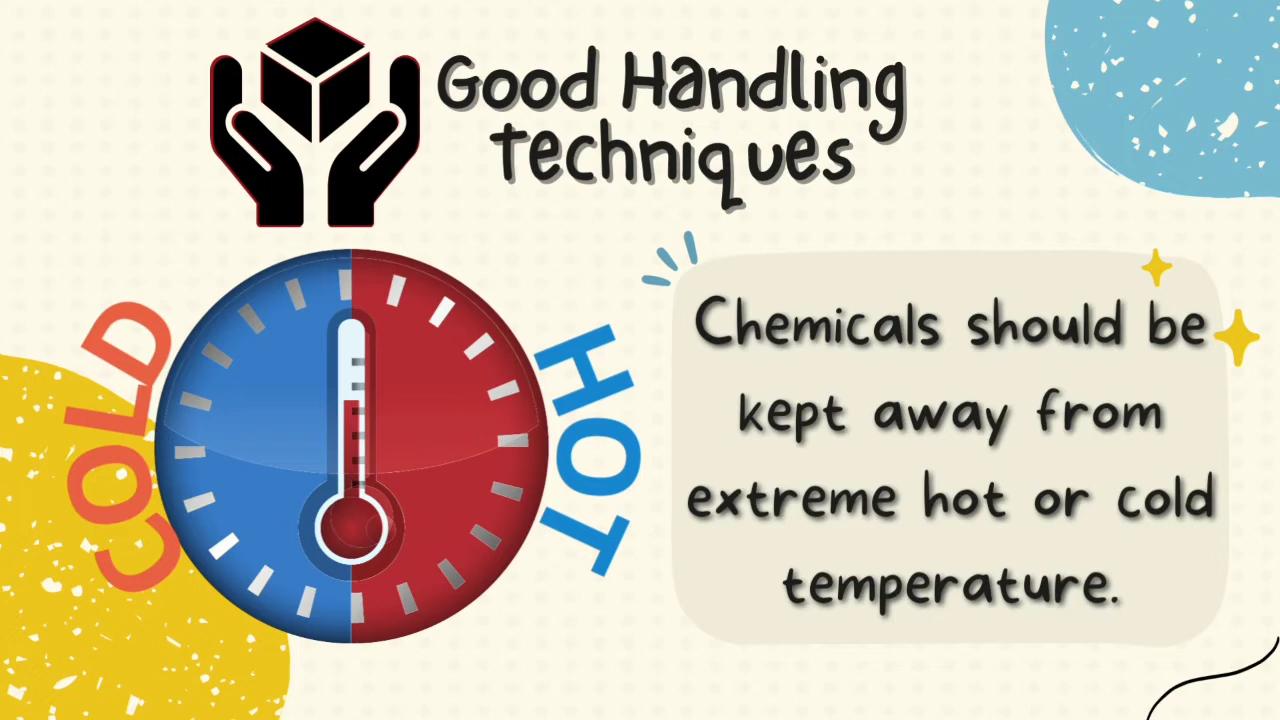 Good Handling
Techniques
COLD
HOT
Chemicals should be
kept away from
extreme hot or cold
temperature.